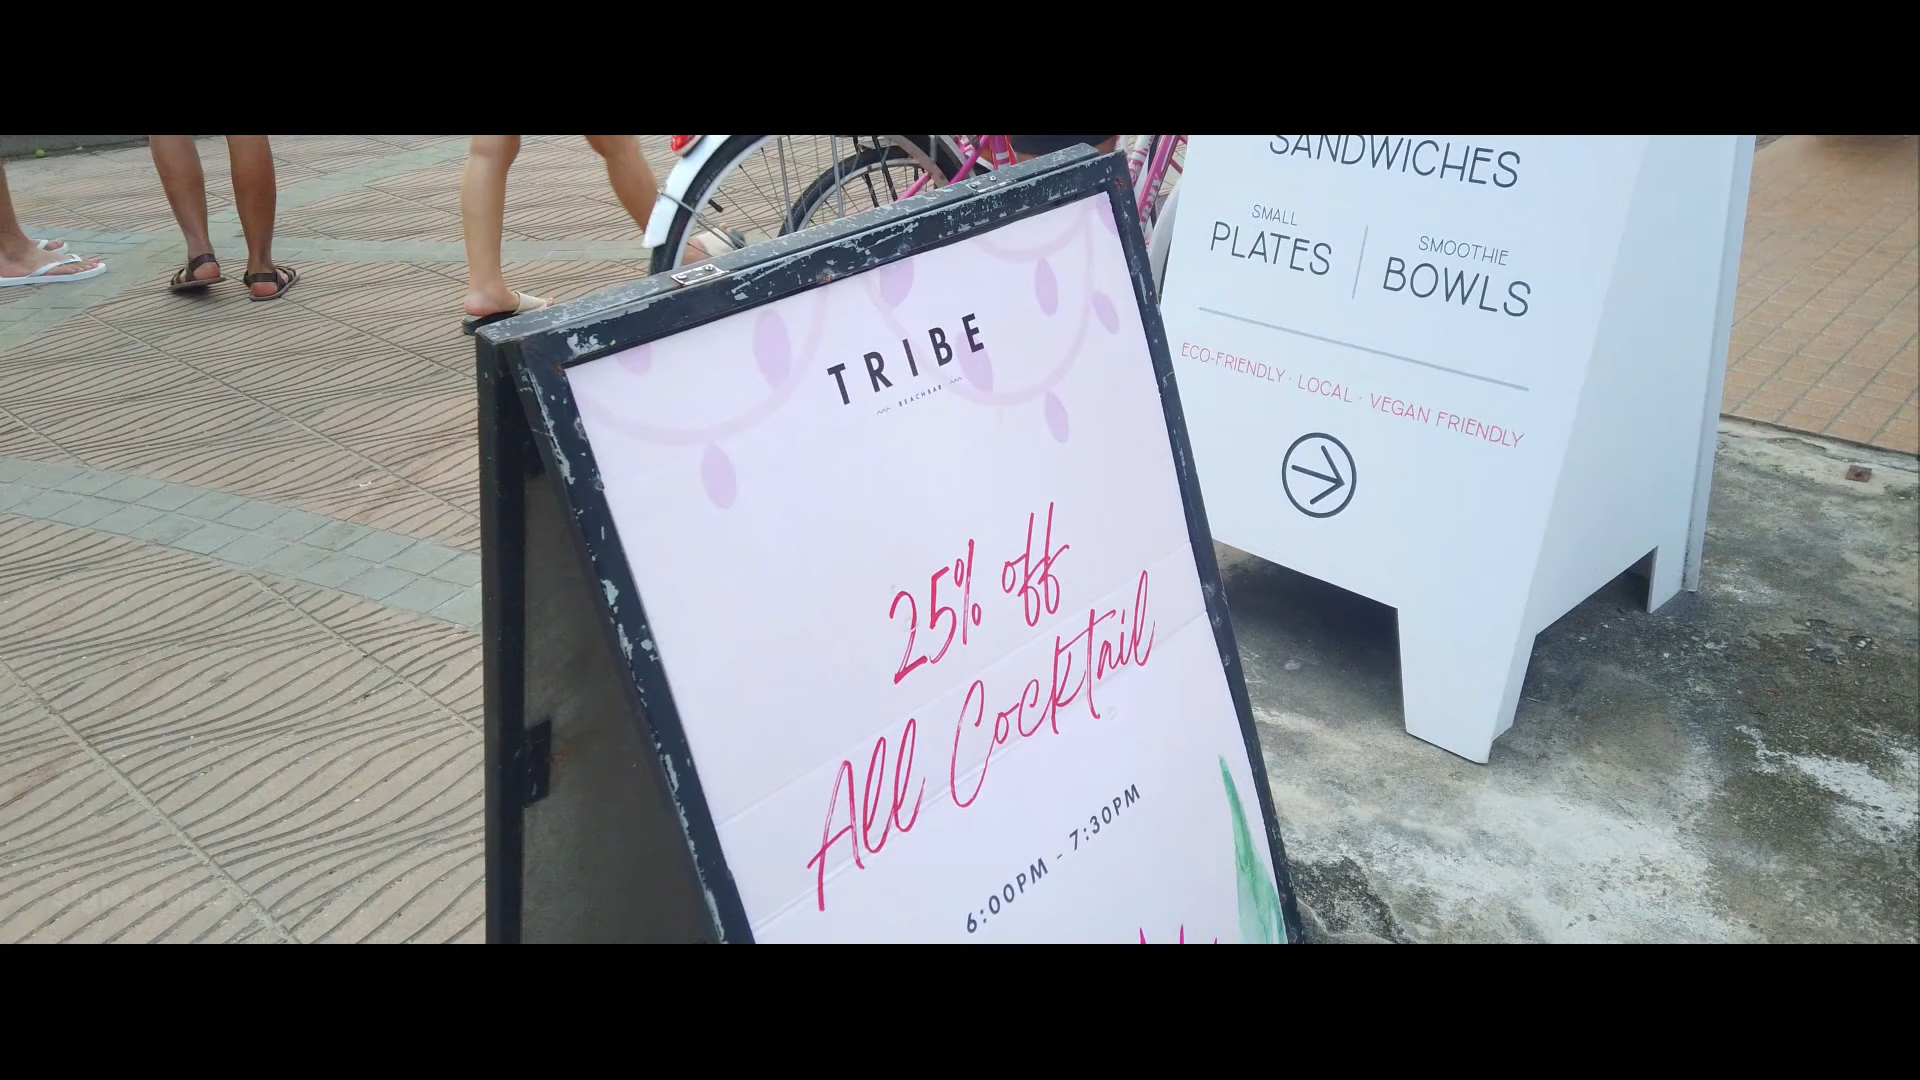 TRIBE
BEACHBAR
25% off
All Cocktail
6:00PM - 7:30PM
SANDWICHES
SMALL
PLATES
SMOOTHIE
BOWLS
ECO-FRIENDLY · LOCAL · VEGAN FRIENDLY